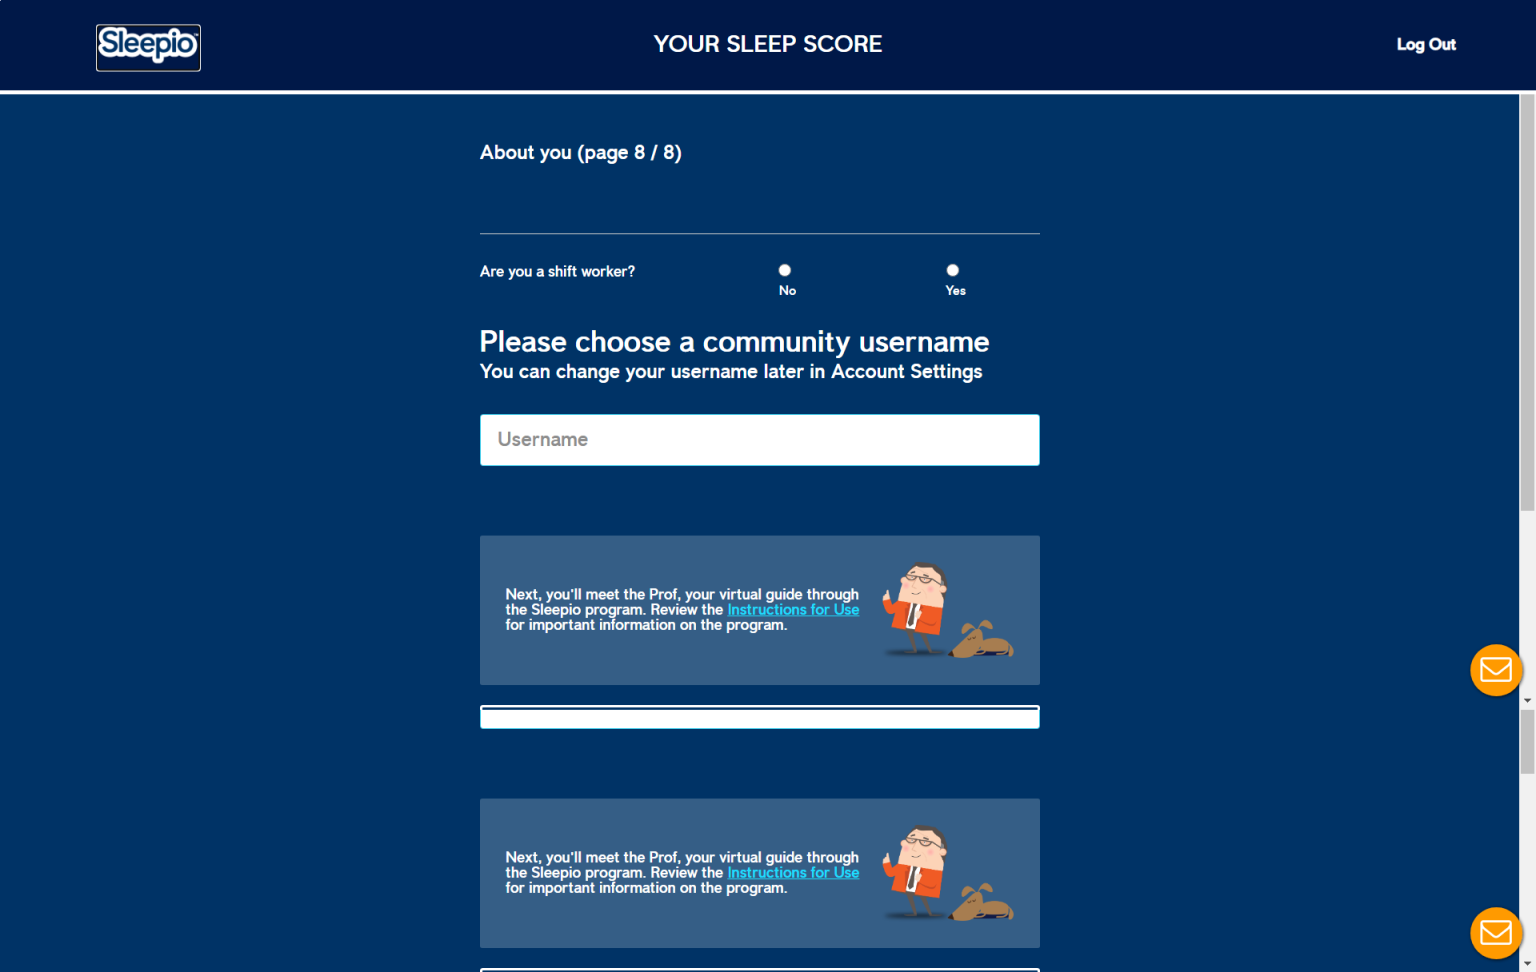 Sleepio™
YOUR SLEEP SCORE
Log Out
About you (page 8 / 8)
Are you a shift worker?
No
Yes
Please choose a community username
You can change your username later in Account Settings
Username
Next, you'll meet the Prof, your virtual guide through
the Sleepio program. Review the Instructions for Use
for important information on the program.
Next, you'll meet the Prof, your virtual guide through
the Sleepio program. Review the Instructions for Use
for important information on the program.